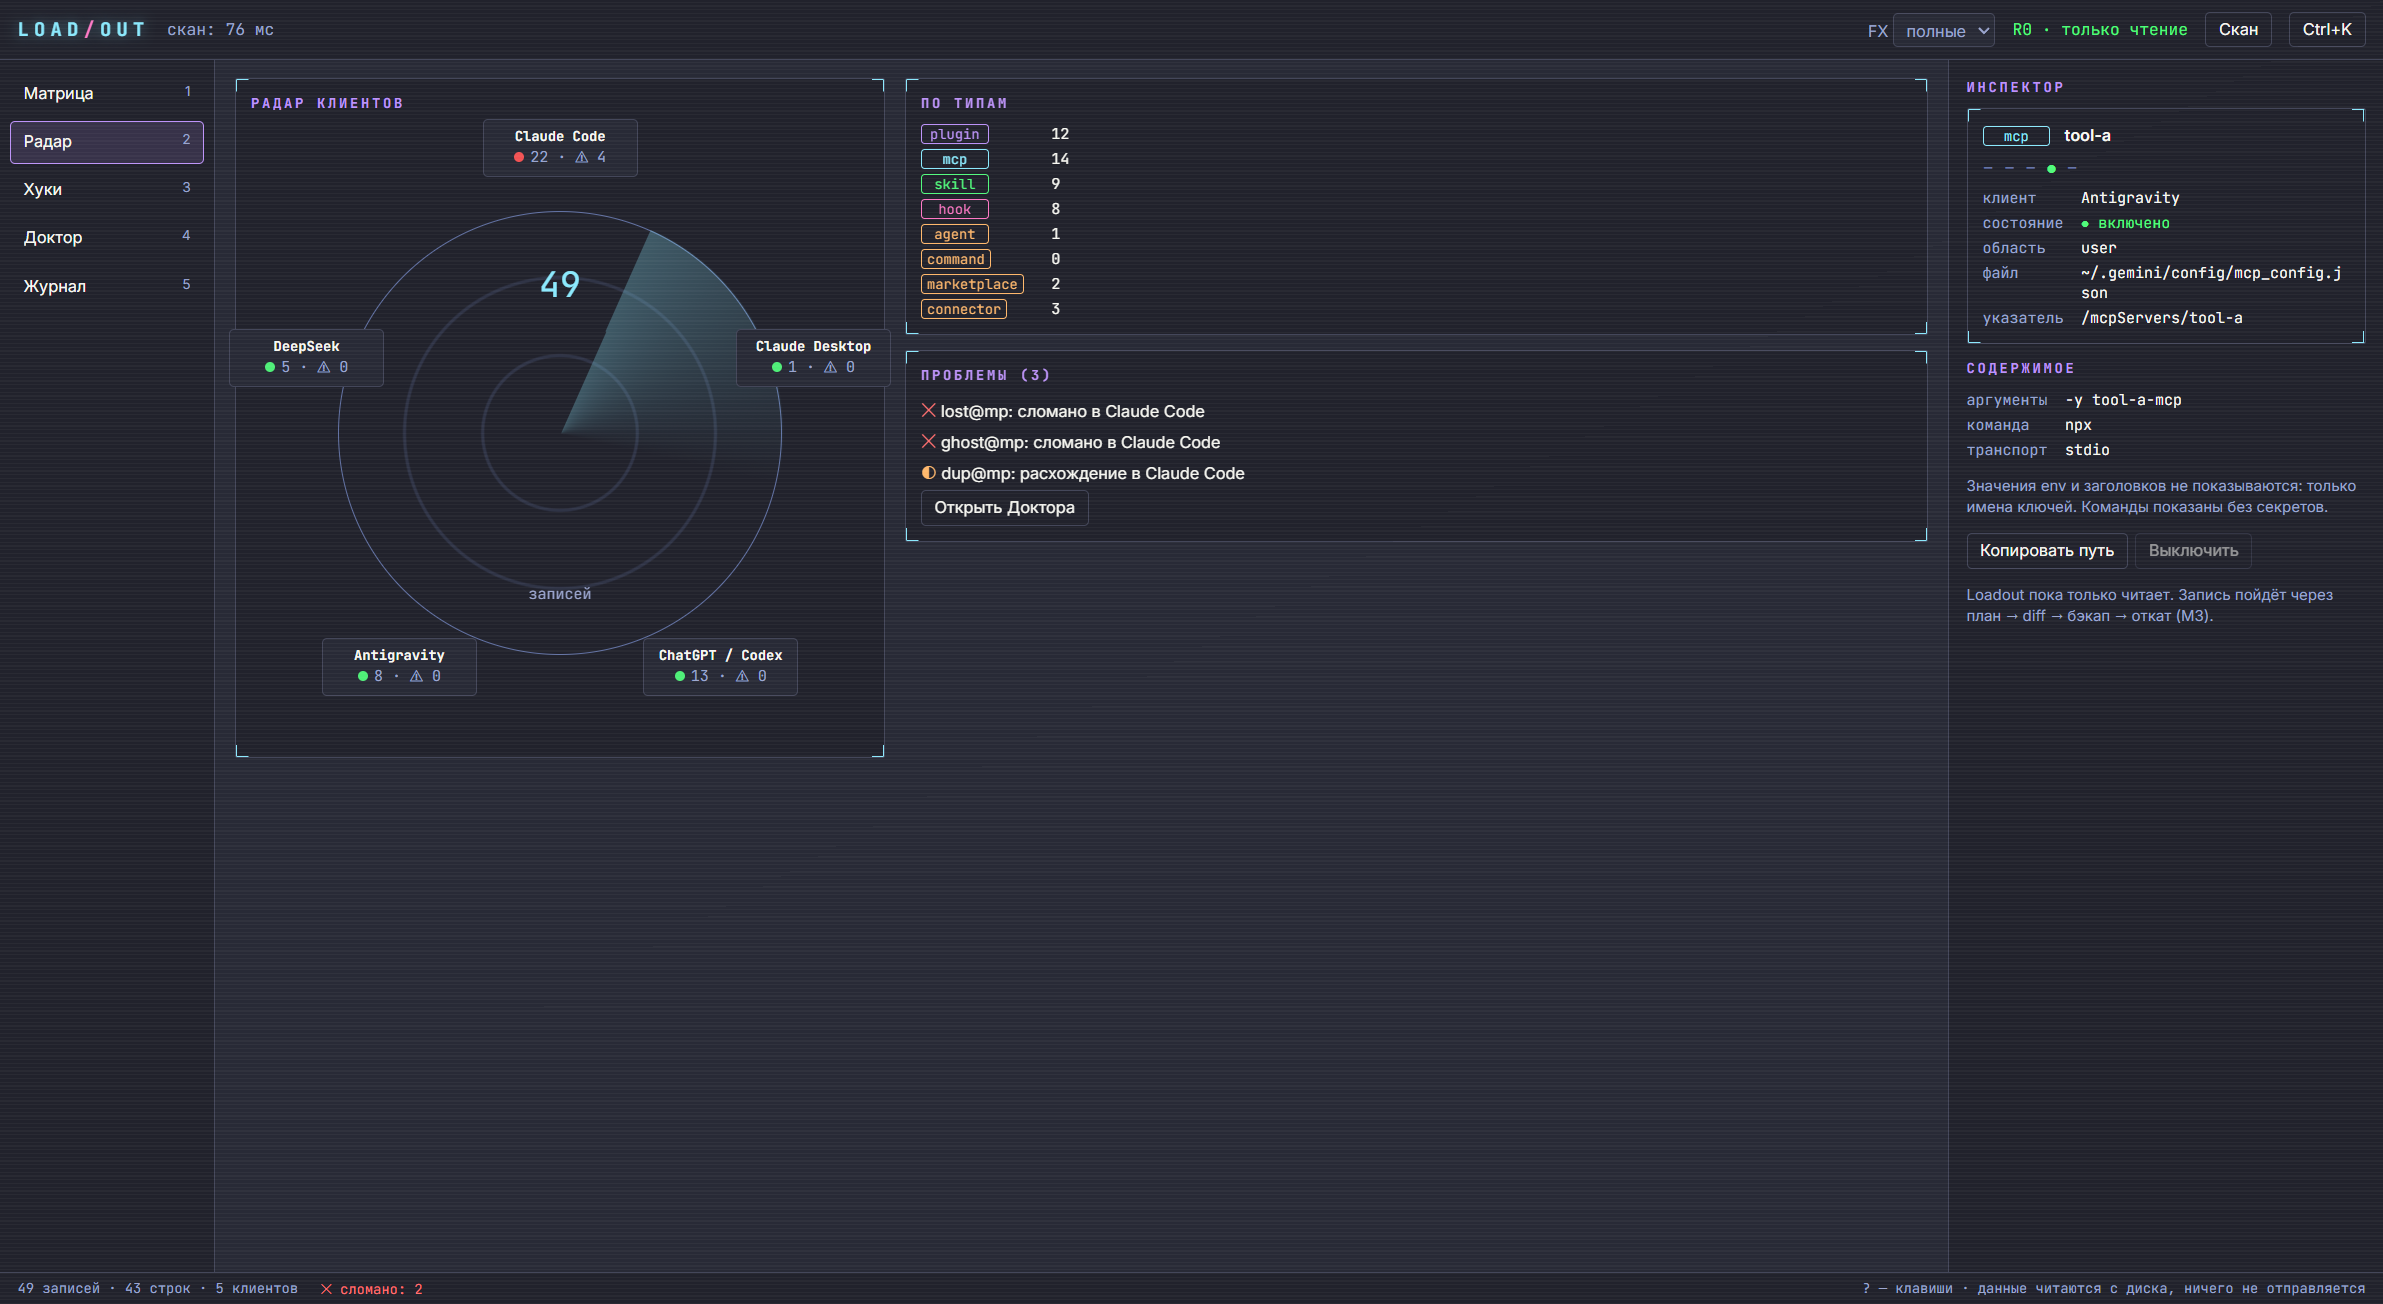 LOAD/OUT скан: 76 мс
FX полные R0 · только чтение Скан Ctrl+K
Матрица 1
Радар 2
Хуки 3
Доктор 4
Журнал 5
РАДАР КЛИЕНТОВ
Claude Code
22 · ⚠ 4
49
DeepSeek
5 · ⚠ 0
Claude Desktop
1 · ⚠ 0
записей
Antigravity
8 · ⚠ 0
ChatGPT / Codex
13 · ⚠ 0
ПО ТИПАМ
plugin 12
mcp 14
skill 9
hook 8
agent 1
command 0
marketplace 2
connector 3
ПРОБЛЕМЫ (3)
lost@mp: сломано в Claude Code
ghost@mp: сломано в Claude Code
dup@mp: расхождение в Claude Code
Открыть Доктора
ИНСПЕКТОР
mcp tool-a
— — — ● —
клиент Antigravity
состояние ● включено
область user
файл ~/.gemini/config/mcp_config.j
son
указатель /mcpServers/tool-a
СОДЕРЖИМОЕ
аргументы -y tool-a-mcp
команда npx
транспорт stdio
Значения env и заголовков не показываются: только
имена ключей. Команды показаны без секретов.
Копировать путь Выключить
Loadout пока только читает. Запись пойдёт через
план → diff → бэкап → откат (M3).
49 записей · 43 строк · 5 клиентов × сломано: 2
? — клавиши · данные читаются с диска, ничего не отправляется